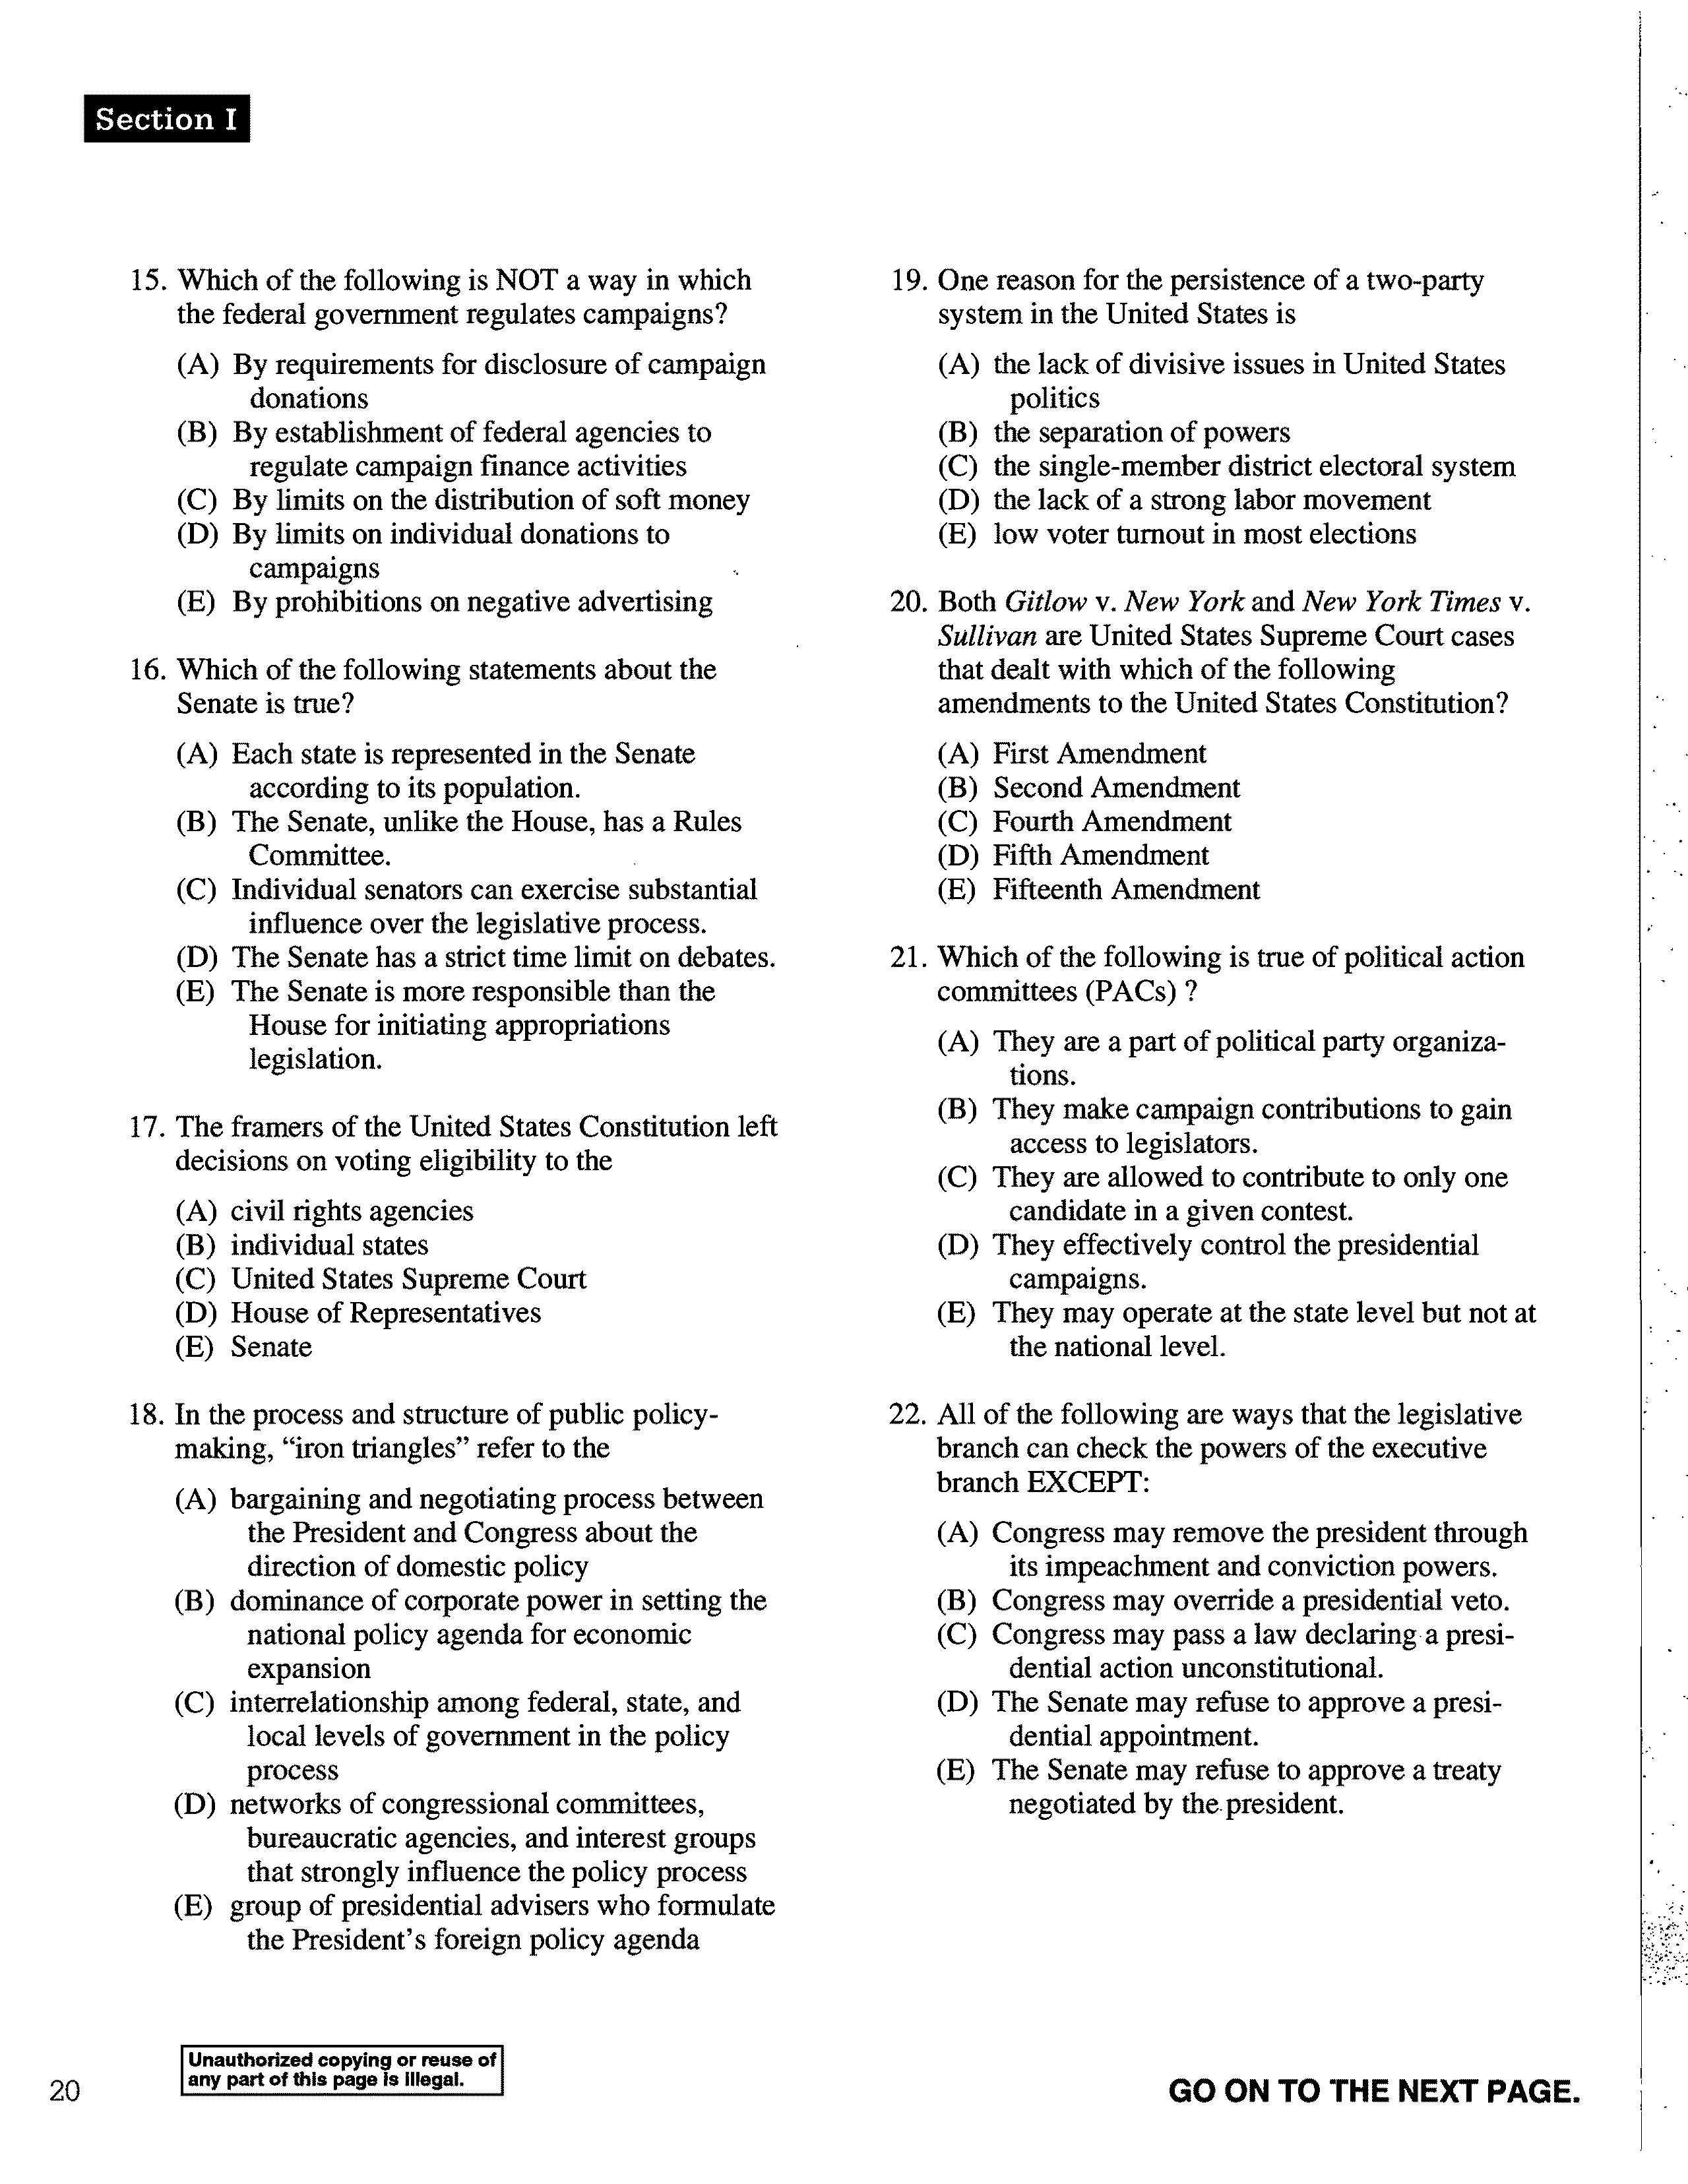 Section I
15. Which of the following is NOT a way in which
the federal government regulates campaigns?
(A) By requirements for disclosure of campaign
donations
(B) By establishment of federal agencies to
regulate campaign finance activities
(C) By limits on the distribution of soft money
(D) By limits on individual donations to
campaigns
(E) By prohibitions on negative advertising
16. Which of the following statements about the
Senate is true?
(A) Each state is represented in the Senate
according to its population.
(B) The Senate, unlike the House, has a Rules
Committee.
(C) Individual senators can exercise substantial
influence over the legislative process.
(D) The Senate has a strict time limit on debates.
(E) The Senate is more responsible than the
House for initiating appropriations
legislation.
17. The framers of the United States Constitution left
decisions on voting eligibility to the
(A) civil rights agencies
(B) individual states
(C) United States Supreme Court
(D) House of Representatives
(E) Senate
18. In the process and structure of public policy-
making, “iron triangles” refer to the
(A) bargaining and negotiating process between
the President and Congress about the
direction of domestic policy
(B) dominance of corporate power in setting the
national policy agenda for economic
expansion
(C) interrelationship among federal, state, and
local levels of government in the policy
process
(D) networks of congressional committees,
bureaucratic agencies, and interest groups
that strongly influence the policy process
(E) group of presidential advisers who formulate
the President’s foreign policy agenda
19. One reason for the persistence of a two-party
system in the United States is
(A) the lack of divisive issues in United States
politics
(B) the separation of powers
(C) the single-member district electoral system
(D) the lack of a strong labor movement
(E) low voter turnout in most elections
20. Both Gitlow v. New York and New York Times v.
Sullivan are United States Supreme Court cases
that dealt with which of the following
amendments to the United States Constitution?
(A) First Amendment
(B) Second Amendment
(C) Fourth Amendment
(D) Fifth Amendment
(E) Fifteenth Amendment
21. Which of the following is true of political action
committees (PACs) ?
(A) They are a part of political party organiza-
tions.
(B) They make campaign contributions to gain
access to legislators.
(C) They are allowed to contribute to only one
candidate in a given contest.
(D) They effectively control the presidential
campaigns.
(E) They may operate at the state level but not at
the national level.
22. All of the following are ways that the legislative
branch can check the powers of the executive
branch EXCEPT:
(A) Congress may remove the president through
its impeachment and conviction powers.
(B) Congress may override a presidential veto.
(C) Congress may pass a law declaring a presi-
dential action unconstitutional.
(D) The Senate may refuse to approve a presi-
dential appointment.
(E) The Senate may refuse to approve a treaty
negotiated by the president.
Unauthorized copying or reuse of
any part of this page is illegal.
20
GO ON TO THE NEXT PAGE.